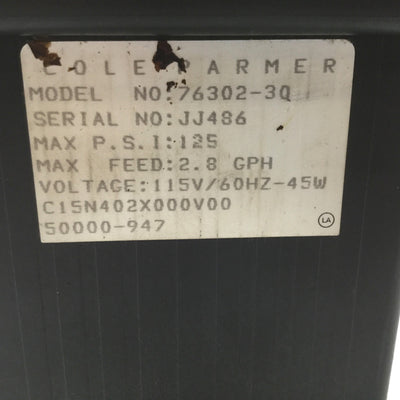 COLE PARMER
MODEL NO:76302-30
SERIAL NO:JJ486
MAX P.S.I:125
MAX FEED:2.8 GPH
VOLTAGE:115V/60HZ-45W
C15N402X000V00
50000-947
LA